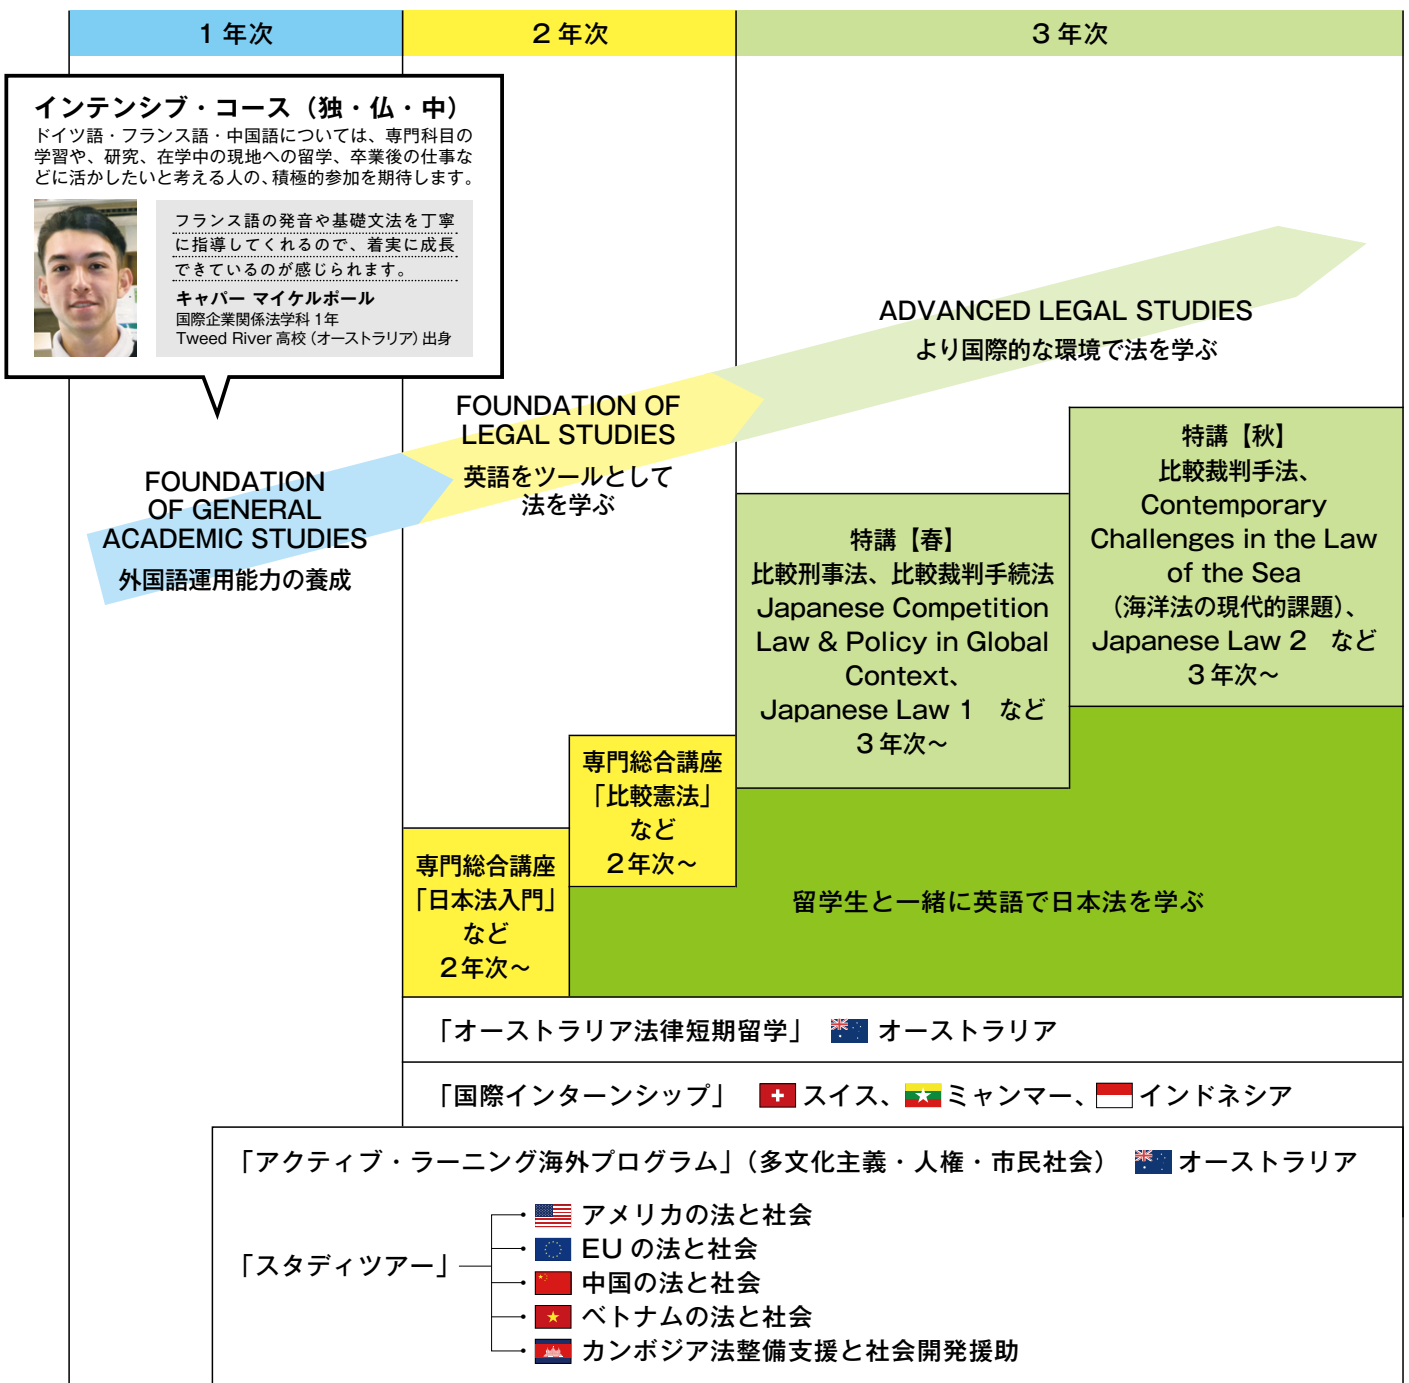 1年次
2年次
3年次
インテンシブ・コース（独・仏・中）
ドイツ語・フランス語・中国語については、専門科目の
学習や、研究、在学中の現地への留学、卒業後の仕事な
どに活かしたいと考える人の、積極的参加を期待します。
フランス語の発音や基礎文法を丁寧
に指導してくれるので、着実に成長
できているのが感じられます。
キャパー マイケルポール
国際企業関係法学科 1年
Tweed River 高校（オーストラリア）出身
FOUNDATION
OF GENERAL
ACADEMIC STUDIES
外国語運用能力の養成
FOUNDATION OF
LEGAL STUDIES
英語をツールとして
法を学ぶ
ADVANCED LEGAL STUDIES
より国際的な環境で法を学ぶ
専門総合講座
「日本法入門」
など
2年次～
専門総合講座
「比較憲法」
など
2年次～
特講【春】
比較刑事法、比較裁判手続法
Japanese Competition
Law & Policy in Global
Context、
Japanese Law 1　など
3年次～
特講【秋】
比較裁判手法、
Contemporary
Challenges in the Law
of the Sea
（海洋法の現代的課題）、
Japanese Law 2　など
3年次～
留学生と一緒に英語で日本法を学ぶ
「オーストラリア法律短期留学」 オーストラリア
「国際インターンシップ」 スイス、ミャンマー、インドネシア
「アクティブ・ラーニング海外プログラム」（多文化主義・人権・市民社会） オーストラリア
「スタディツアー」
アメリカの法と社会
EUの法と社会
中国の法と社会
ベトナムの法と社会
カンボジア法整備支援と社会開発援助